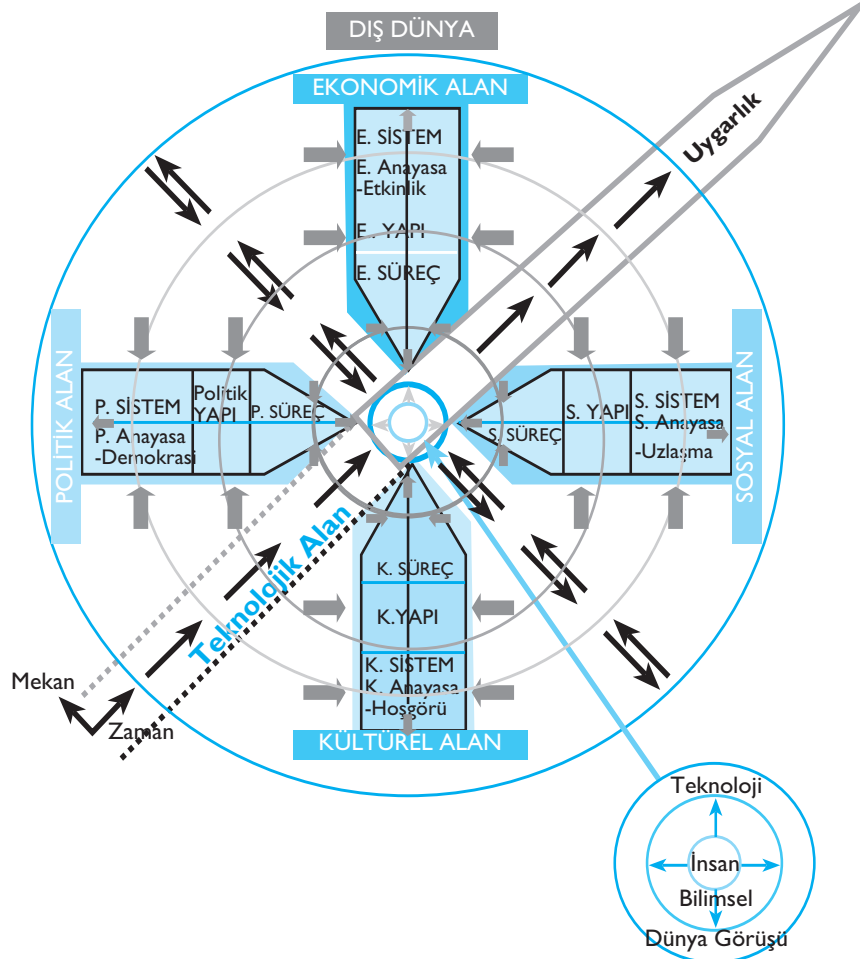 DIŞ DÜNYA
EKONOMİK ALAN
E. SİSTEM
E. Anayasa
-Etkinlik
E. YAPI
E. SÜREÇ
Uygarlık
POLİTİK ALAN
P. SİSTEM
P. Anayasa
-Demokrasi
Politik
YAPI
P. SÜREÇ
S. SÜREÇ
S. YAPI
S. SİSTEM
S. Anayasa
-Uzlaşma
SOSYAL ALAN
Teknolojik Alan
K. SÜREÇ
K.YAPI
K. SİSTEM
K. Anayasa
-Hoşgörü
KÜLTÜREL ALAN
Mekan
Zaman
Teknoloji
İnsan
Bilimsel
Dünya Görüşü